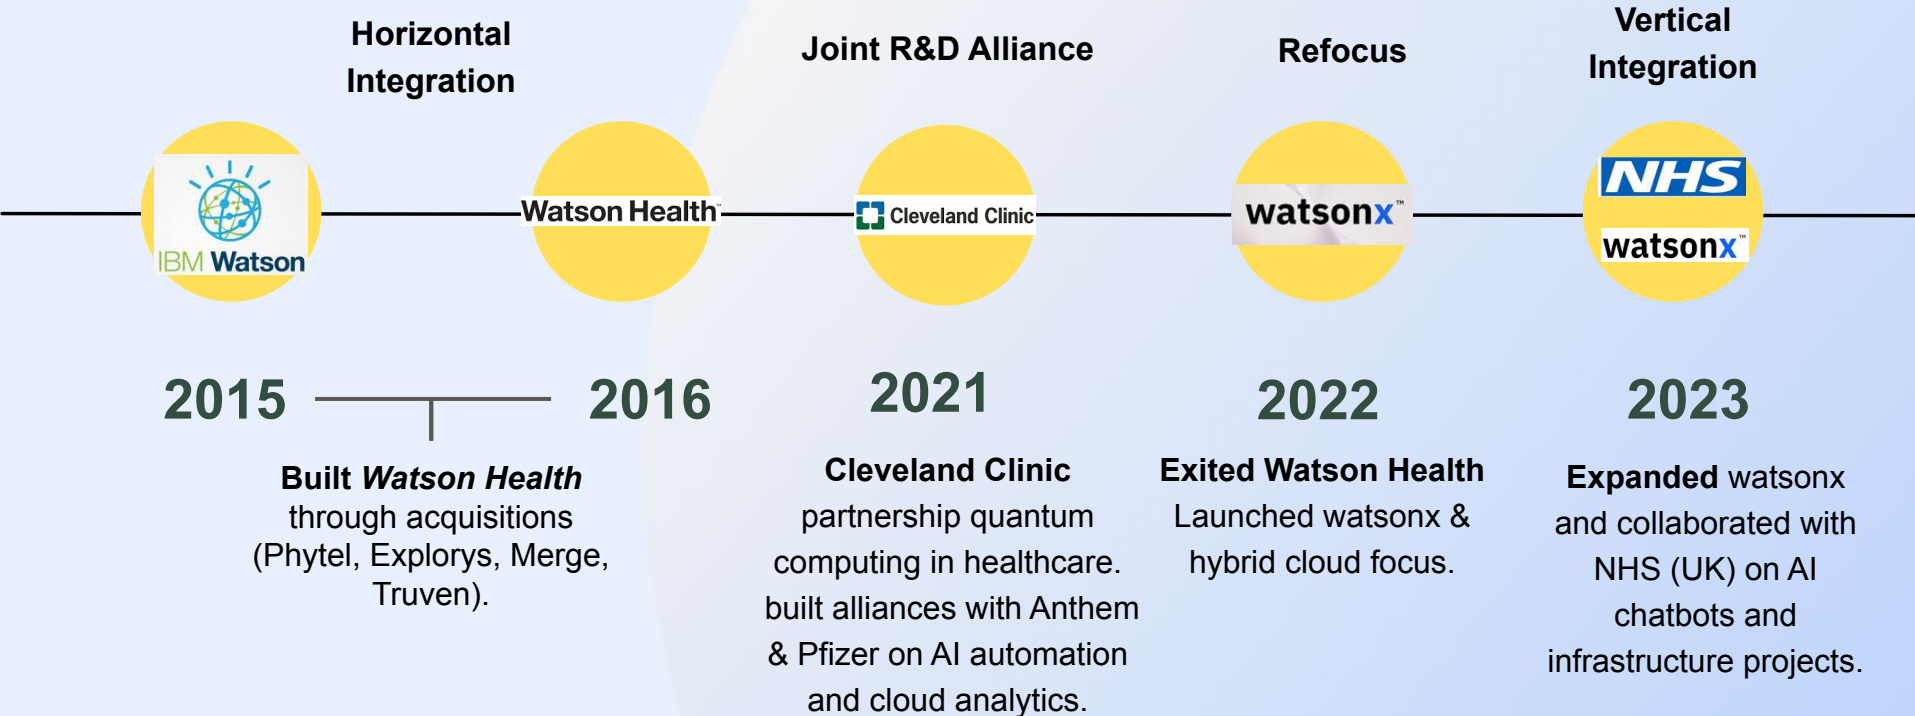 Horizontal
Integration
Joint R&D Alliance
Refocus
Vertical
Integration
IBM Watson
Watson Health
Cleveland Clinic
watsonx™
NHS
watsonx™
2015
2016
2021
2022
2023
Built Watson Health
through acquisitions
(Phytel, Explorys, Merge,
Truven).
Cleveland Clinic
partnership quantum
computing in healthcare.
built alliances with Anthem
& Pfizer on AI automation
and cloud analytics.
Exited Watson Health
Launched watsonx &
hybrid cloud focus.
Expanded watsonx
and collaborated with
NHS (UK) on AI
chatbots and
infrastructure projects.